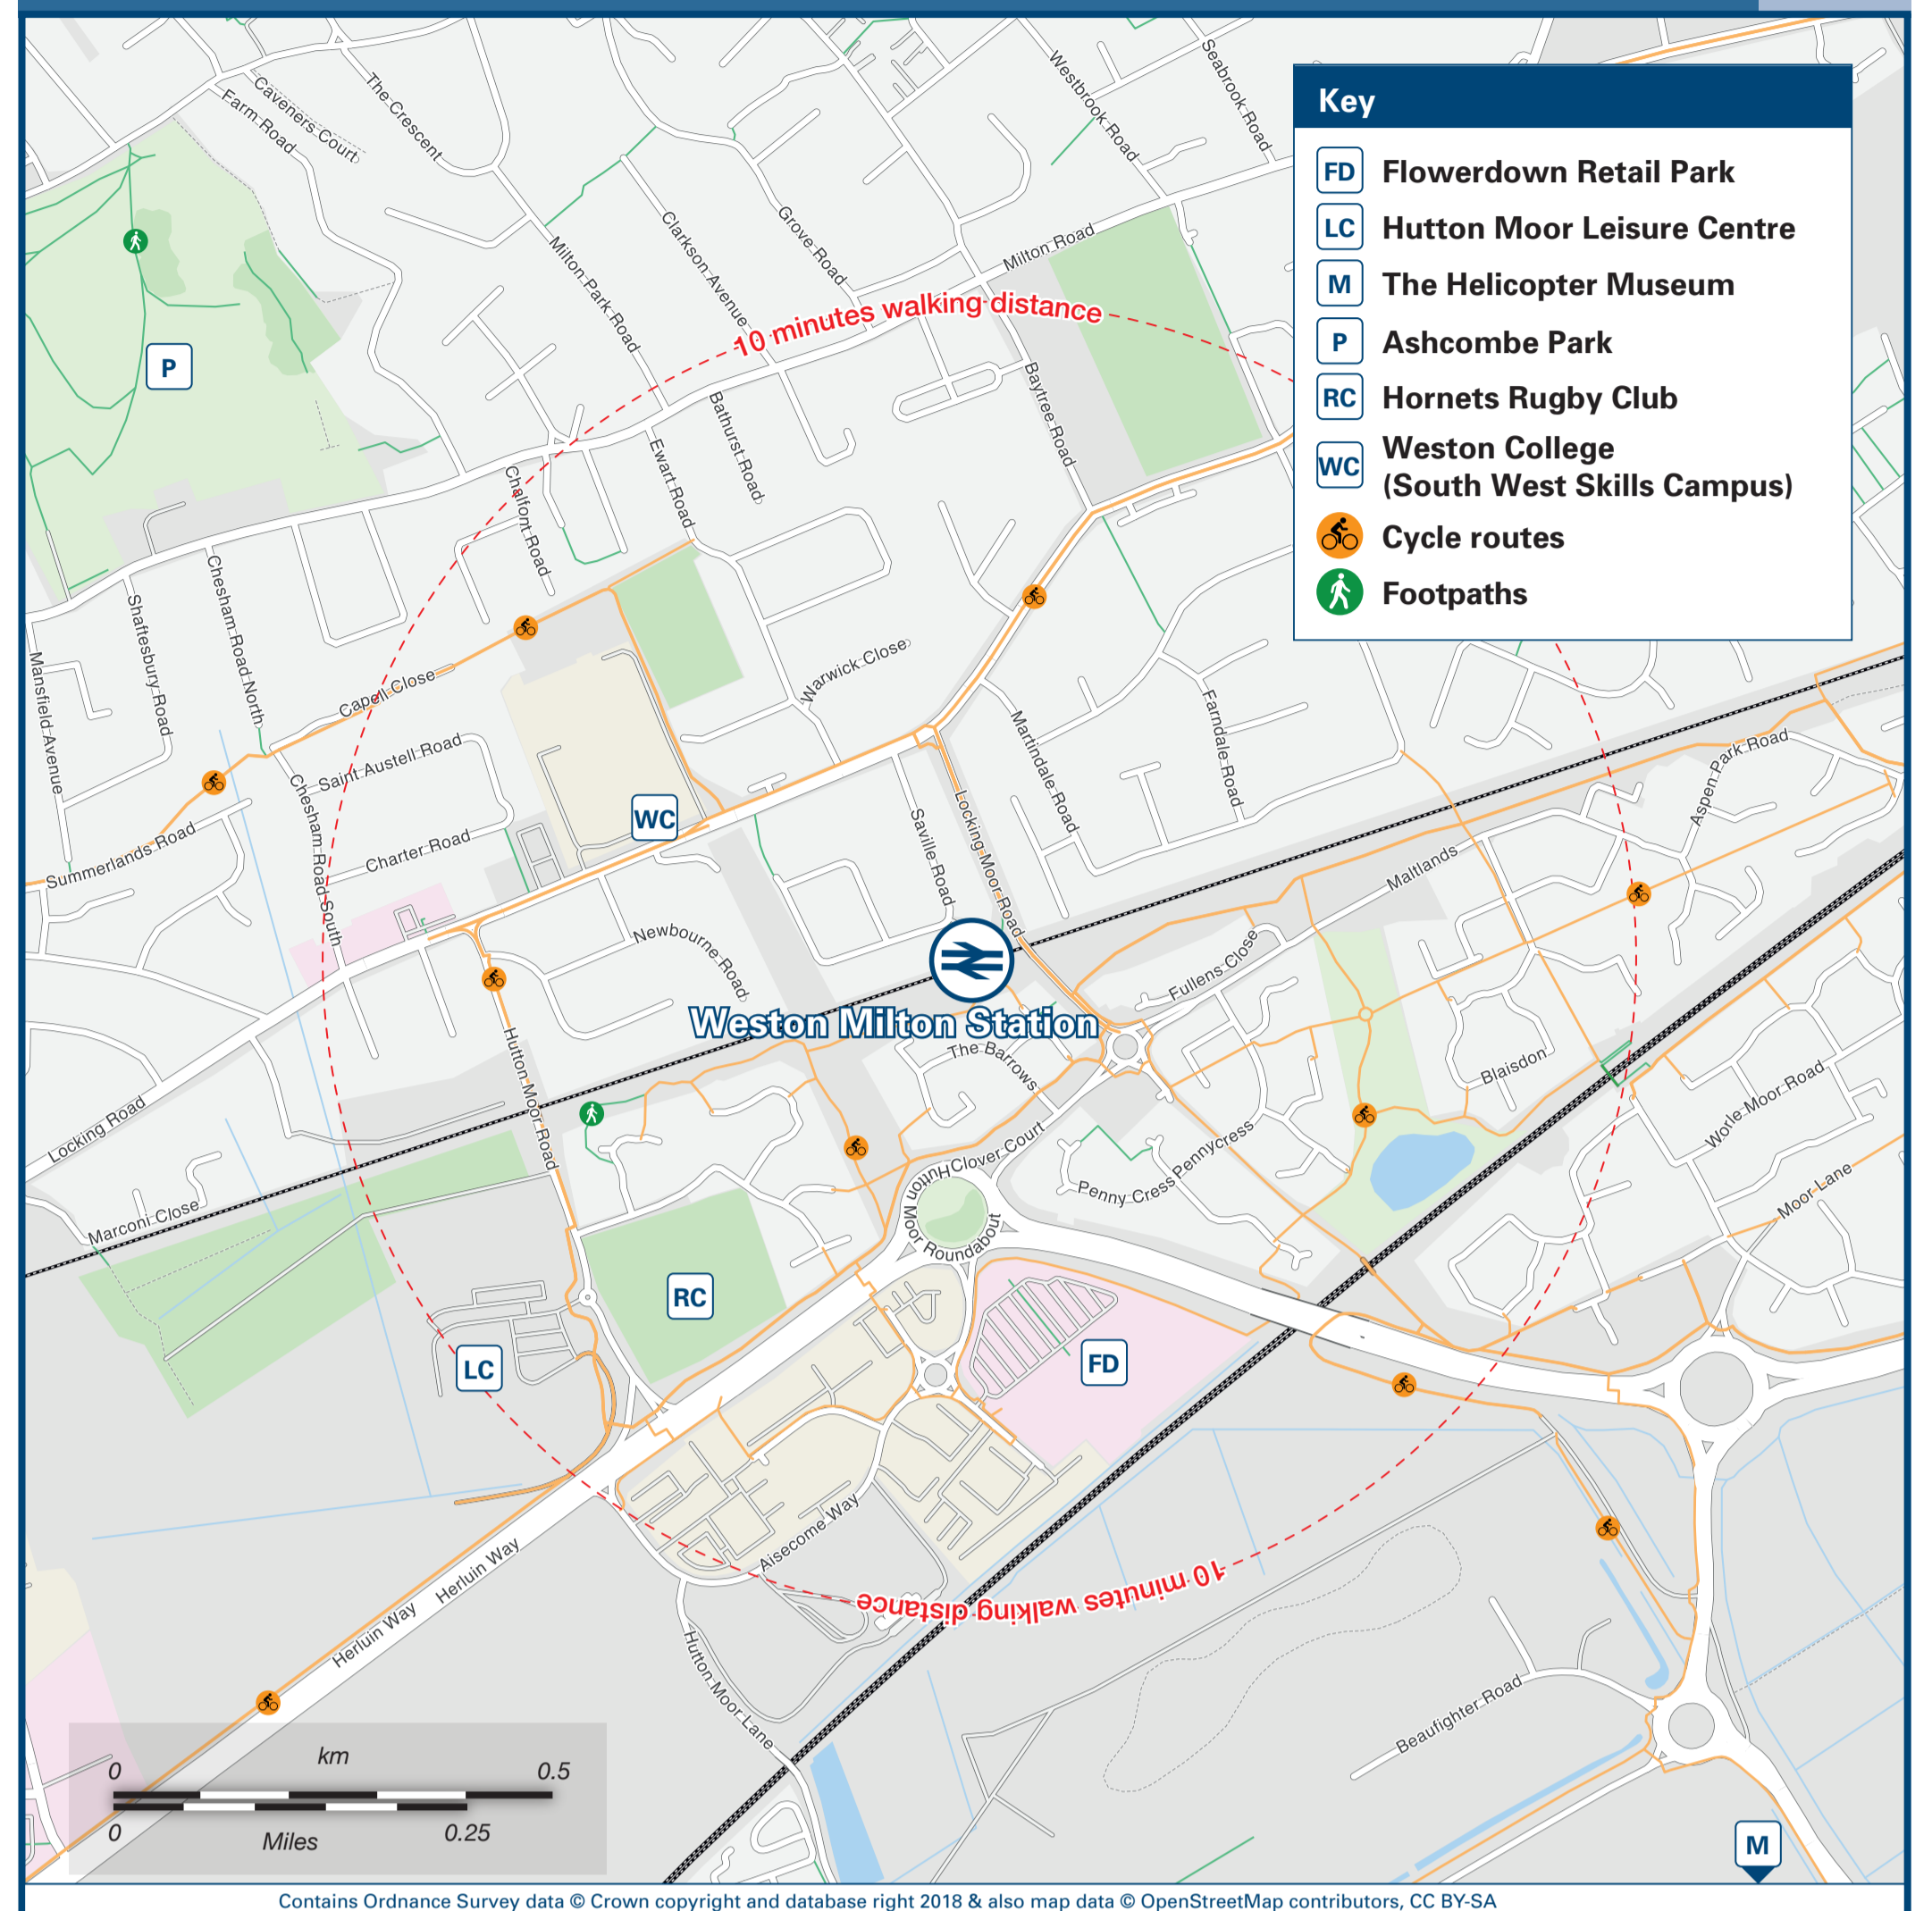 Key
FD Flowerdown Retail Park
LC Hutton Moor Leisure Centre
M The Helicopter Museum
P Ashcombe Park
RC Hornets Rugby Club
WC Weston College
(South West Skills Campus)
Cycle routes
Footpaths
Caveners Court
Farm Road
The Crescent
Westbrook Road
Seabrook Road
Milton Park Road
Clarkson Avenue
Grove Road
Milton Road
10 minutes walking distance
P
Baytree Road
Bathurst Road
Ewart Road
Chalfont Road
Chesham Road North
Shaftesbury Road
Mansfield Avenue
Capell Close
Warwick Close
Saint Austell Road
Chesham Road South
Charter Road
Summerlands Road
WC
Martindale Road
Farndale Road
Locking Moor Road
Saville Road
Aspen Park Road
Maltlands
Newbourne Road
Fullens Close
Weston Milton Station
The Barrows
Hutton Moor Road
Blaisdon
Worle Moor Road
Locking Road
Clover Court
Pennycress
Penny Cress
Moor Lane
Marconi Close
Hutton
Moor Roundabout
RC
LC
FD
Aisecome Way
Herluin Way
Herluin Way
10 minutes walking distance
Hutton Moor Lane
Beaufighter Road
M
km
0 0.5
0 0.25
Miles
Contains Ordnance Survey data © Crown copyright and database right 2018 & also map data © OpenStreetMap contributors, CC BY-SA